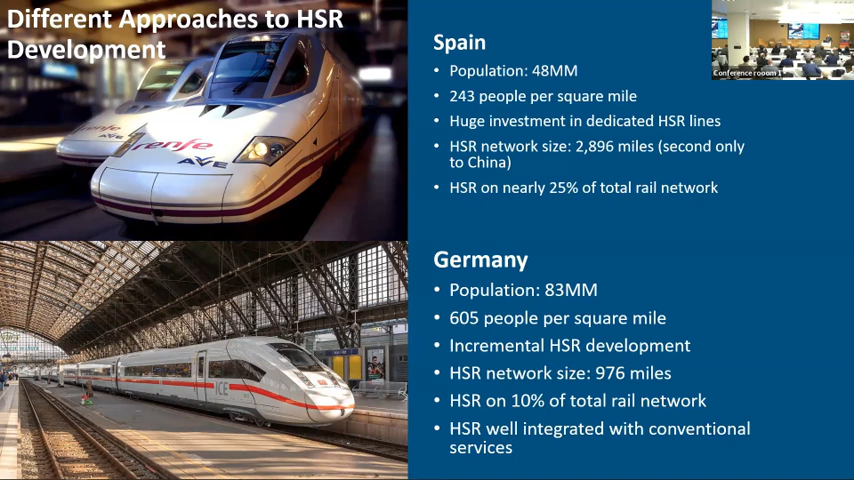 Different Approaches to HSR
Development
renfe
AVE
Spain
• Population: 48MM
• 243 people per square mile
• Huge investment in dedicated HSR lines
• HSR network size: 2,896 miles (second only
to China)
• HSR on nearly 25% of total rail network
Conference rooom 1
ICE
Germany
• Population: 83MM
• 605 people per square mile
• Incremental HSR development
• HSR network size: 976 miles
• HSR on 10% of total rail network
• HSR well integrated with conventional
services